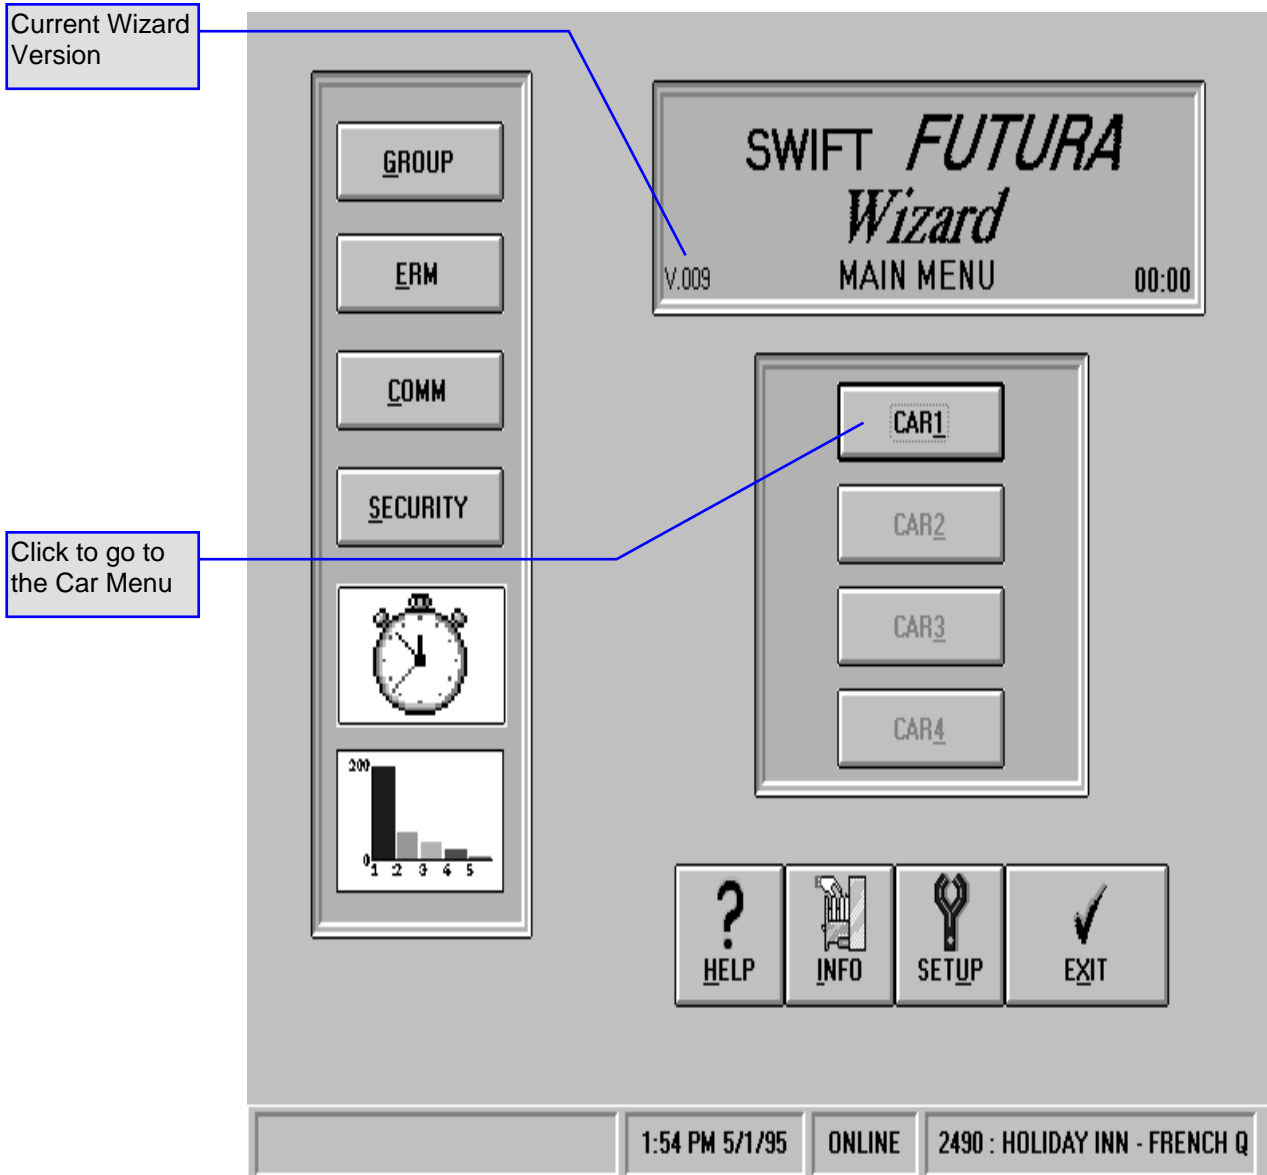 Current Wizard
Version
GROUP
ERM
COMM
SECURITY
200
0
1 2 3 4 5
SWIFT FUTURA
Wizard
V.009 MAIN MENU 00:00
CAR1
CAR2
CAR3
CAR4
Click to go to
the Car Menu
?
HELP INFO SETUP EXIT
1:54 PM 5/1/95 ONLINE 2490 : HOLIDAY INN - FRENCH Q